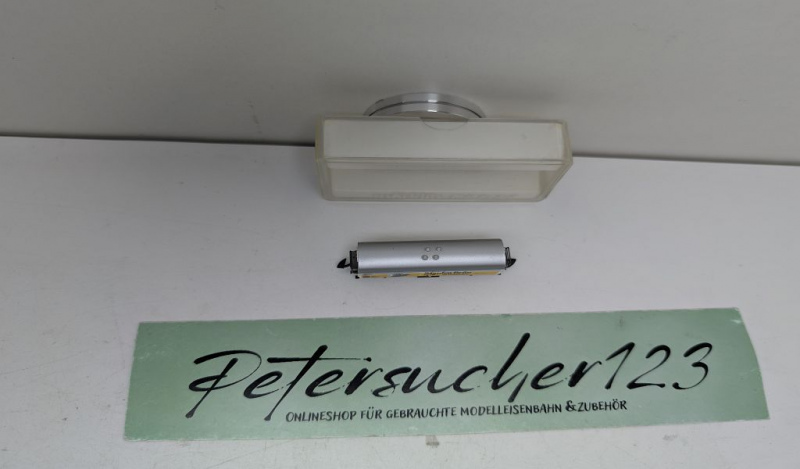 Petersucher123
ONLINESHOP FÜR GEBRAUCHTE MODELLEISENBAHN &ZUBEHÖR